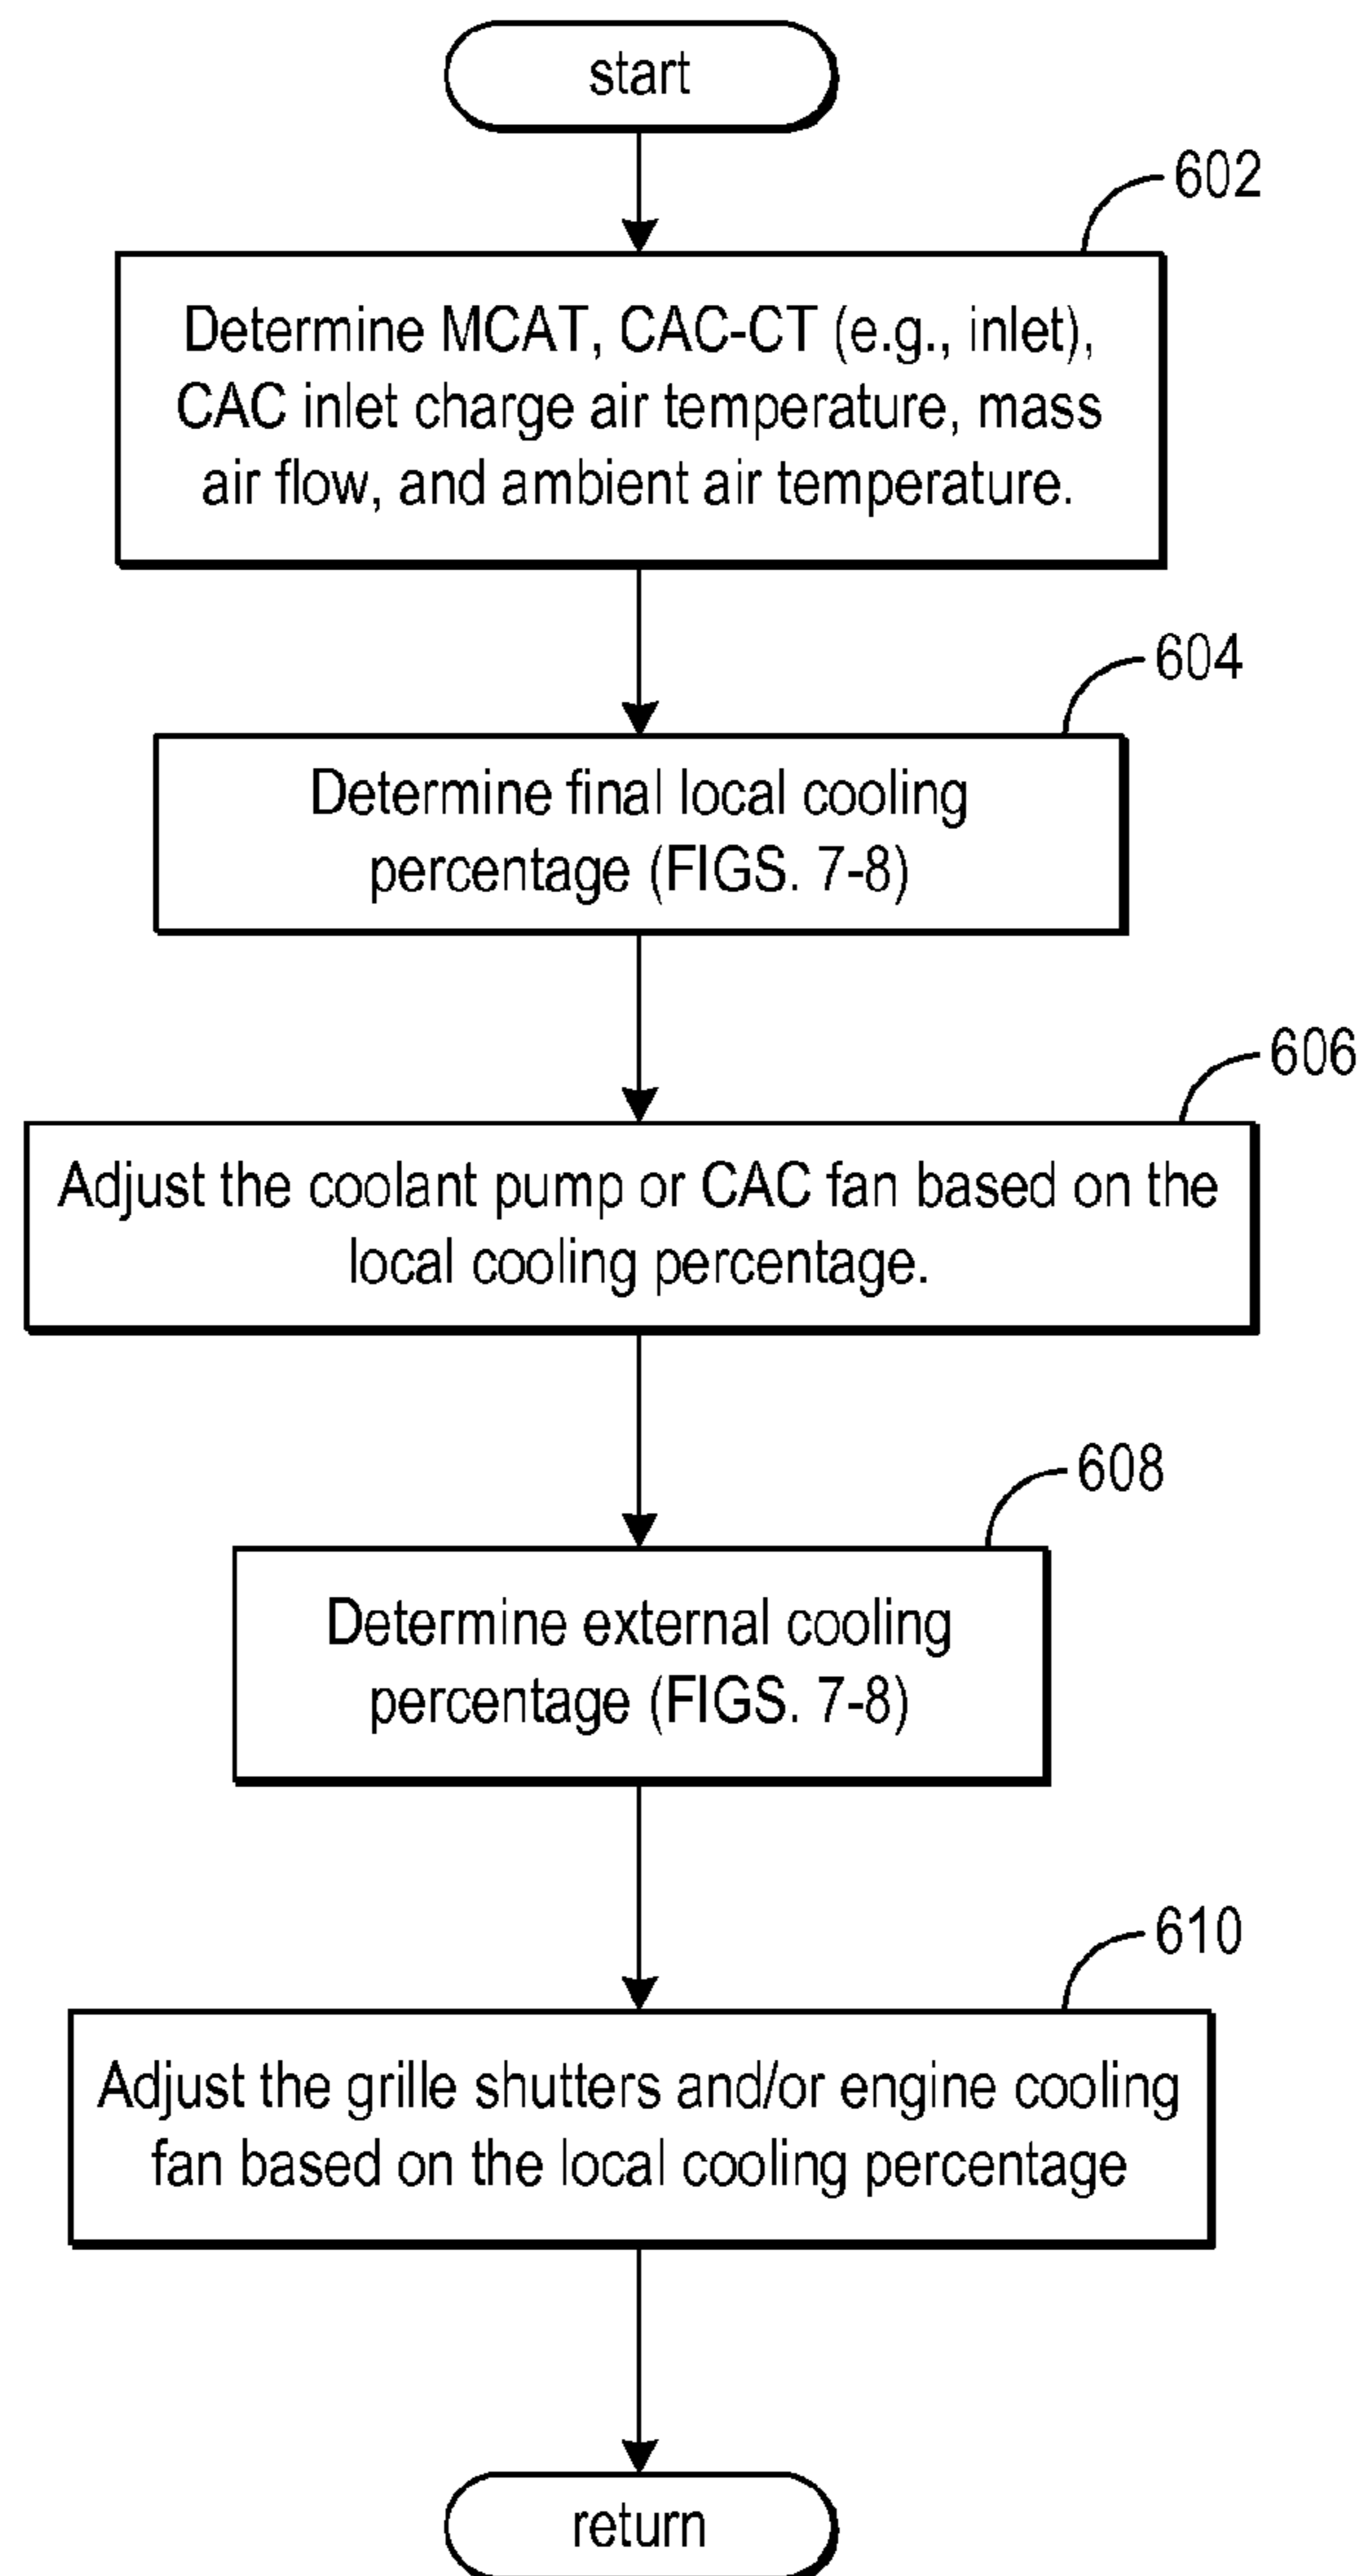 start
602
Determine MCAT, CAC-CT (e.g., inlet),
CAC inlet charge air temperature, mass
air flow, and ambient air temperature.
604
Determine final local cooling
percentage (FIGS. 7-8)
606
Adjust the coolant pump or CAC fan based on the
local cooling percentage.
608
Determine external cooling
percentage (FIGS. 7-8)
610
Adjust the grille shutters and/or engine cooling
fan based on the local cooling percentage
return